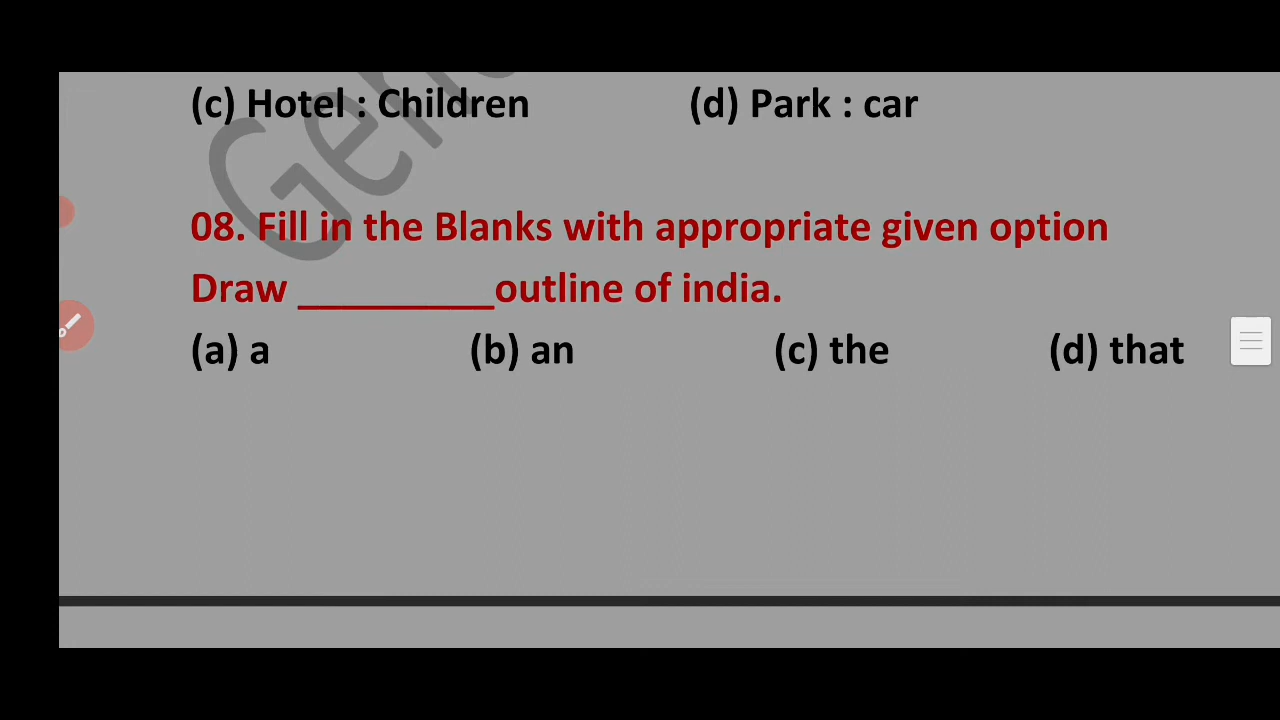 (c) Hotel : Children (d) Park : car
08. Fill in the Blanks with appropriate given option
Draw _________outline of india.
(a) a (b) an (c) the (d) that